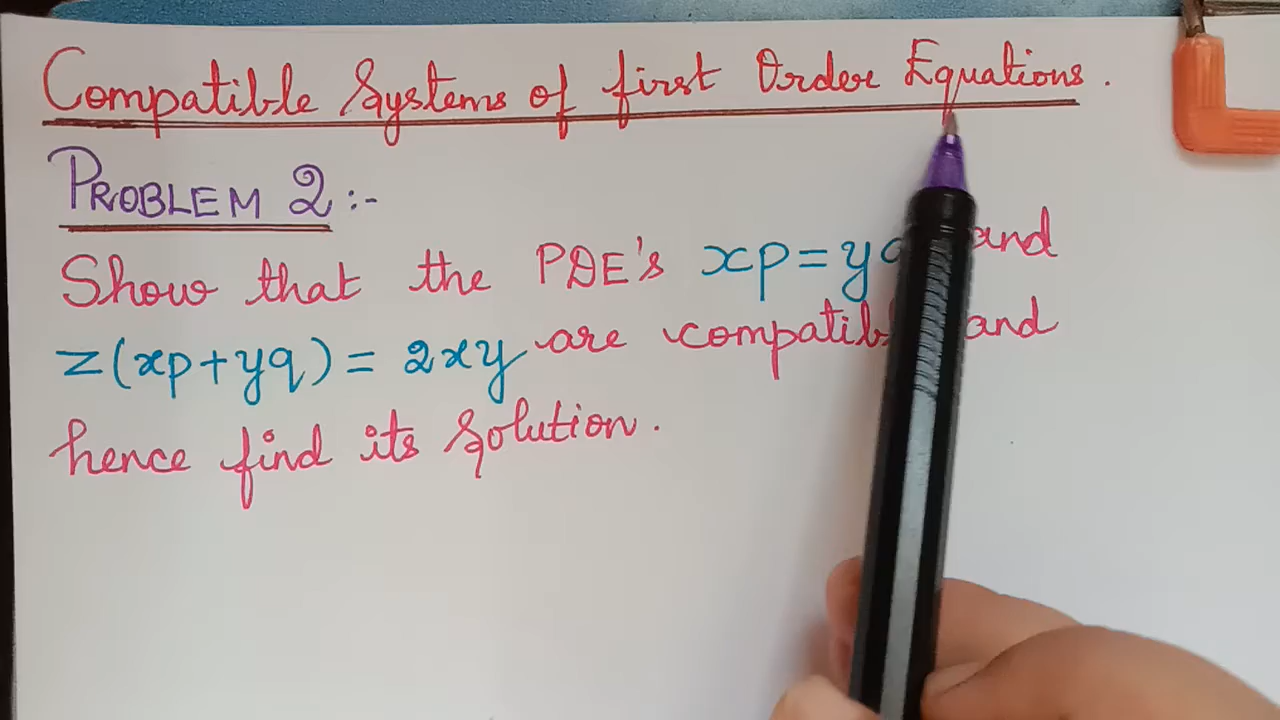 Compatible Systems of first Order Equations.
PROBLEM 2:-
Show that the PDE's xp=y and
z(xp+yq)= 2xy are and
hence find its solution.